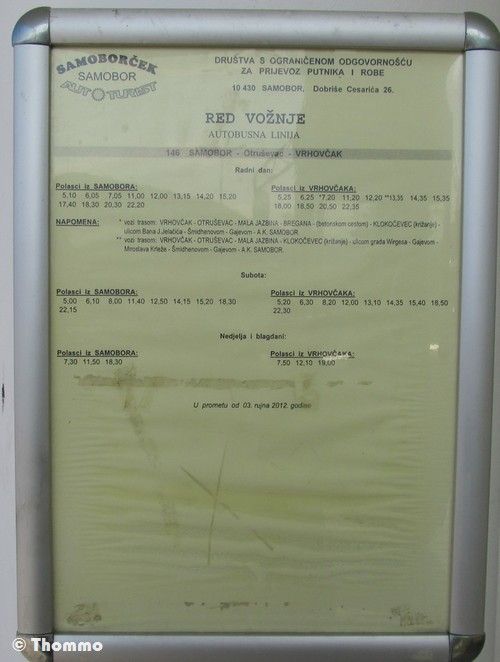 SAMOBORČEK
SAMOBOR
AUTOTURIST
DRUŠTVA S OGRANIČENOM ODGOVORNOŠĆU
ZA PRIJEVOZ PUTNIKA I ROBE
10 430 SAMOBOR, Dobriše Cesarića 26.
RED VOŽNJE
AUTOBUSNA LINIJA
146 SAMOBOR - Otruševac - VRHOVČAK
Radni dan:
Polasci iz SAMOBORA:
5,10 6,05 7,05 11,00 12,00 13,15 14,20 15,20
17,40 18,30 20,30 22,20
Polasci iz VRHOVČAKA:
5,25 6,25 *7,20 11,20 12,20 **13,35 14,35 15,35
18,00 18,50 20,50 22,35
NAPOMENA: * vozi trasom: VRHOVČAK - OTRUŠEVAC - MALA JAZBINA - BREGANA - (betonskom cestom) - KLOKOČEVEC (križanje) -
ulicom Bana J.Jelačića - Šmidhenovom - Gajevom - A.K. SAMOBOR
** vozi trasom: VRHOVČAK - OTRUŠEVAC - MALA JAZBINA - KLOKOČEVEC (križanje) - ulicom grada Wirgesa - Gajevom -
Miroslava Krleže - Šmidhenovom - Gajevom - A.K. SAMOBOR.
Subota:
Polasci iz SAMOBORA:
5,00 6,10 8,00 11,40 12,50 14,15 15,20 18,30
22,15
Polasci iz VRHOVČAKA:
5,20 6,30 8,20 12,00 13,10 14,35 15,40 18,50
22,30
Nedjelja i blagdani:
Polasci iz SAMOBORA:
7,30 11,50 18,30
Polasci iz VRHOVČAKA:
7,50 12,10 19,00
U prometu od 03. rujna 2012. godine
© Thommo